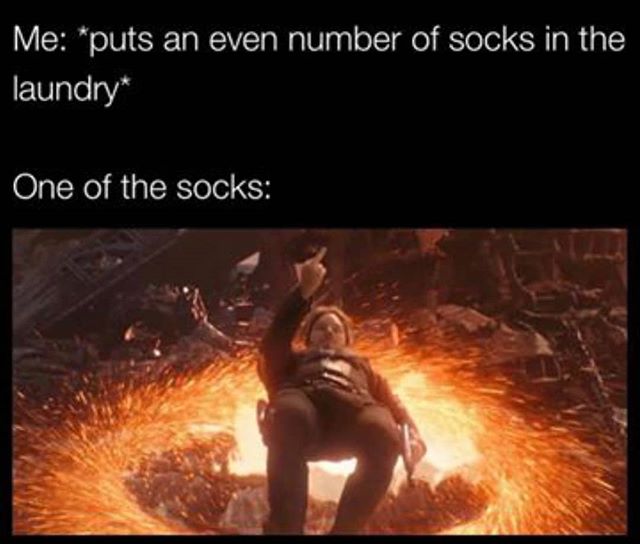 Me: *puts an even number of socks in the
laundry*
One of the socks: